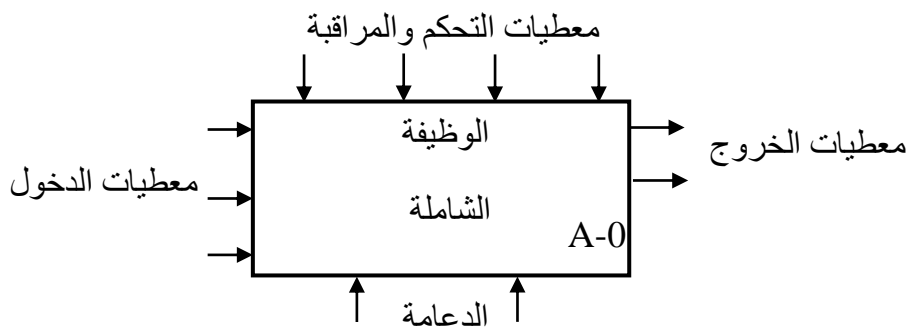 معطيات التحكم والمراقبة
الوظيفة
معطيات الخروج
معطيات الدخول
الشاملة
A-0
الدعامة